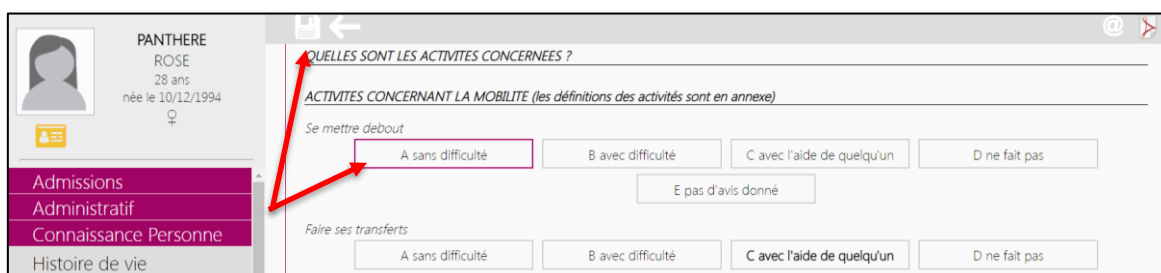 PANTHERE
ROSE
28 ans
née le 10/12/1994
Admissions
Administratif
Connaissance Personne
Histoire de vie
@
QUELLES SONT LES ACTIVITES CONCERNEES ?
ACTIVITES CONCERNANT LA MOBILITE (les définitions des activités sont en annexe)
Se mettre debout
A sans difficulté B avec difficulté C avec l'aide de quelqu'un D ne fait pas
E pas d'avis donné
Faire ses transferts
A sans difficulté B avec difficulté C avec l'aide de quelqu'un D ne fait pas